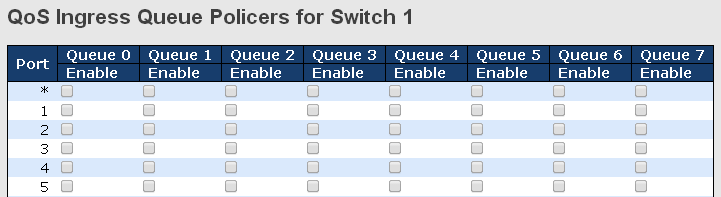 QoS Ingress Queue Policers for Switch 1
Port Queue 0 Queue 1 Queue 2 Queue 3 Queue 4 Queue 5 Queue 6 Queue 7
Enable Enable Enable Enable Enable Enable Enable Enable
*
1
2
3
4
5